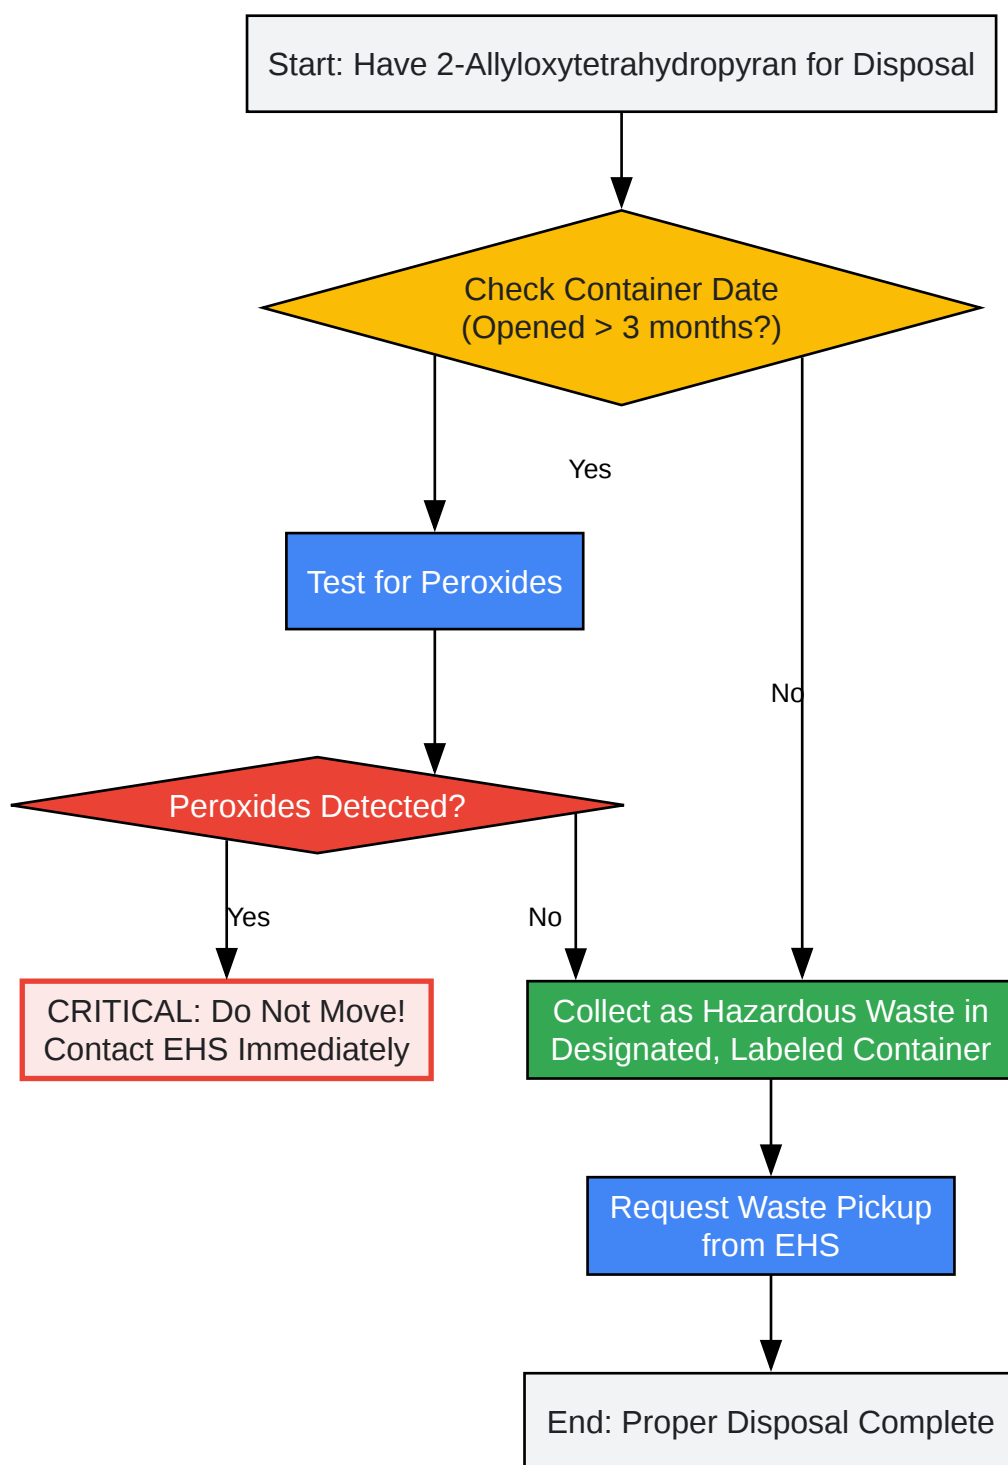 Start: Have 2-Allyloxytetrahydropyran for Disposal
Check Container Date
(Opened > 3 months?)
Yes
Test for Peroxides
No
Peroxides Detected?
Yes
No
CRITICAL: Do Not Move!
Contact EHS Immediately
Collect as Hazardous Waste in
Designated, Labeled Container
Request Waste Pickup
from EHS
End: Proper Disposal Complete